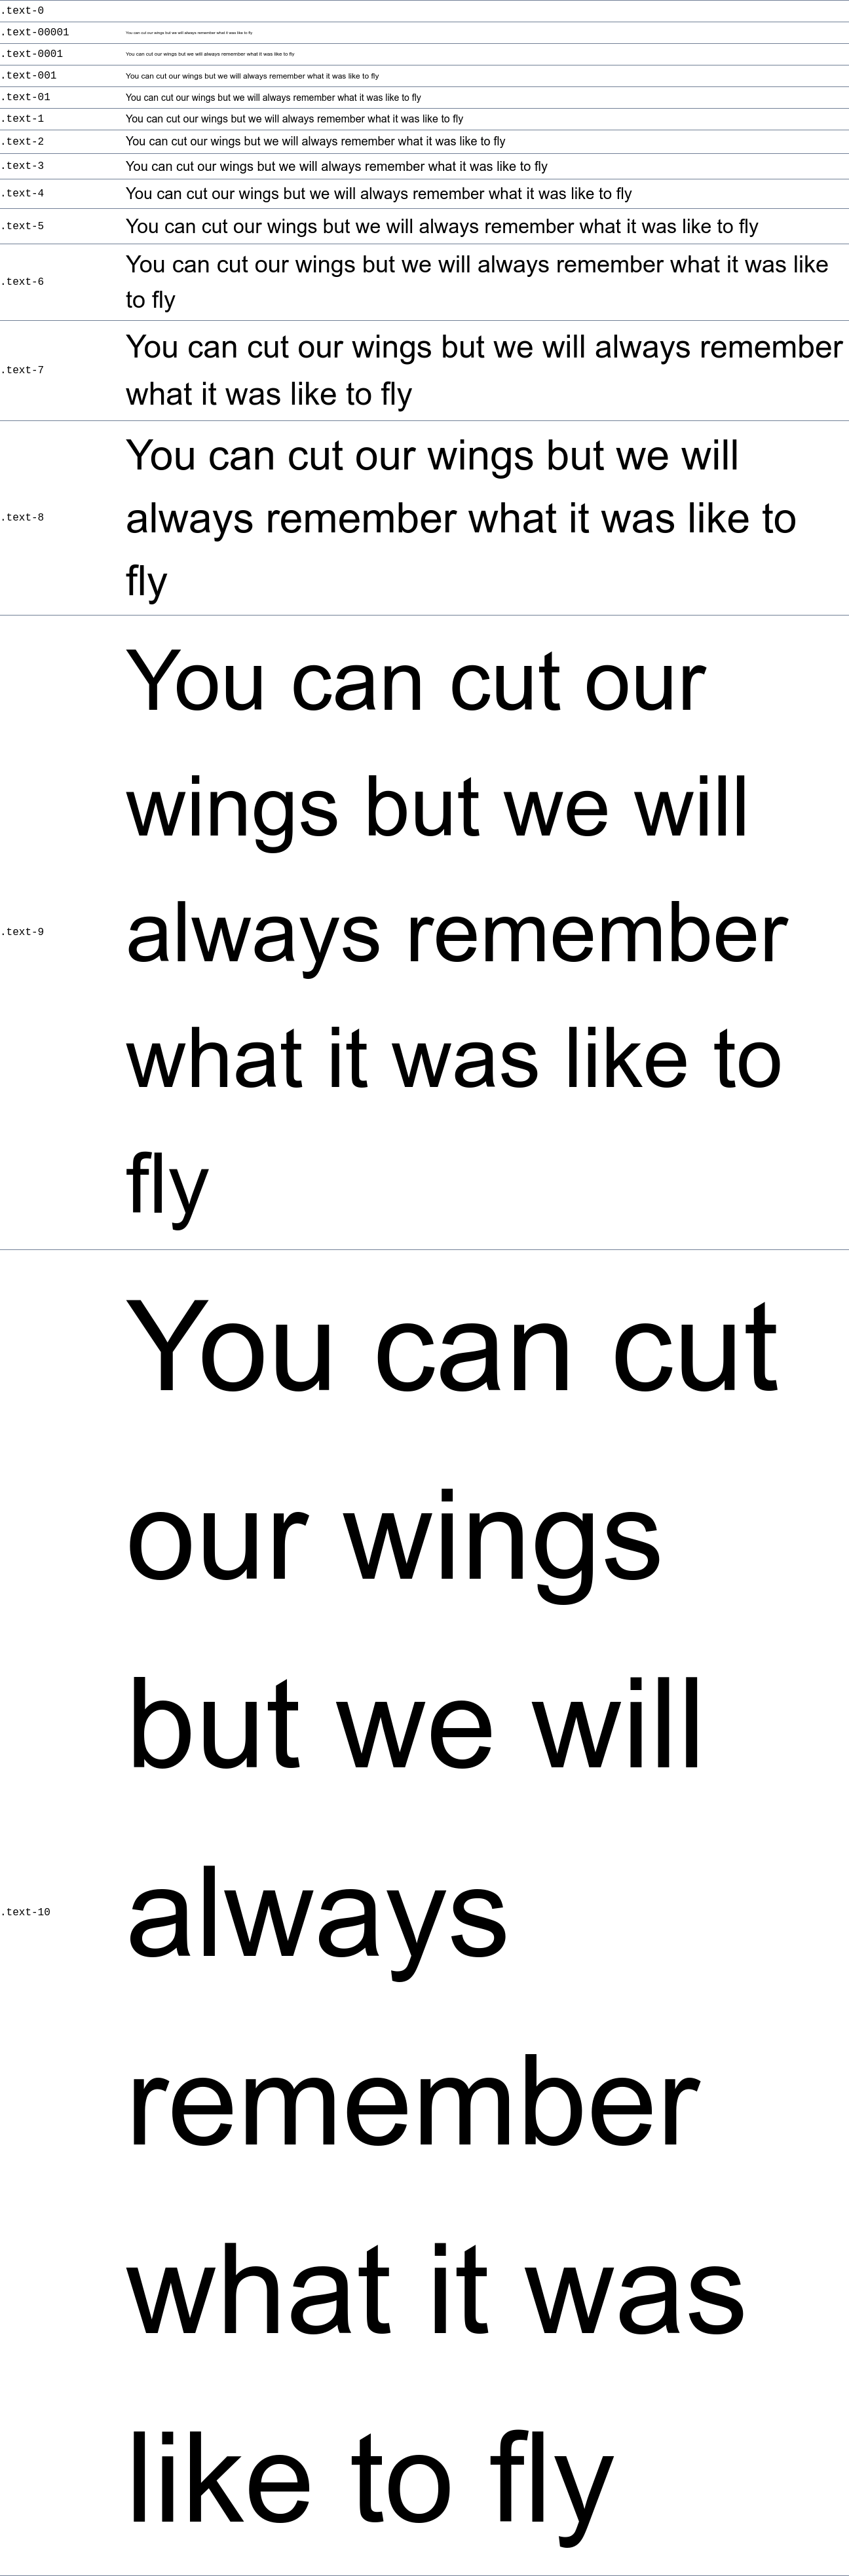 .text-0
.text-00001 You can cut our wings but we will always remember what it was like to fly
.text-0001 You can cut our wings but we will always remember what it was like to fly
.text-001 You can cut our wings but we will always remember what it was like to fly
.text-01 You can cut our wings but we will always remember what it was like to fly
.text-1 You can cut our wings but we will always remember what it was like to fly
.text-2 You can cut our wings but we will always remember what it was like to fly
.text-3 You can cut our wings but we will always remember what it was like to fly
.text-4 You can cut our wings but we will always remember what it was like to fly
.text-5 You can cut our wings but we will always remember what it was like to fly
.text-6
You can cut our wings but we will always remember what it was like
to fly
.text-7
You can cut our wings but we will always remember
what it was like to fly
.text-8
You can cut our wings but we will
always remember what it was like to
fly
.text-9
You can cut our
wings but we will
always remember
what it was like to
fly
.text-10
You can cut
our wings
but we will
always
remember
what it was
like to fly